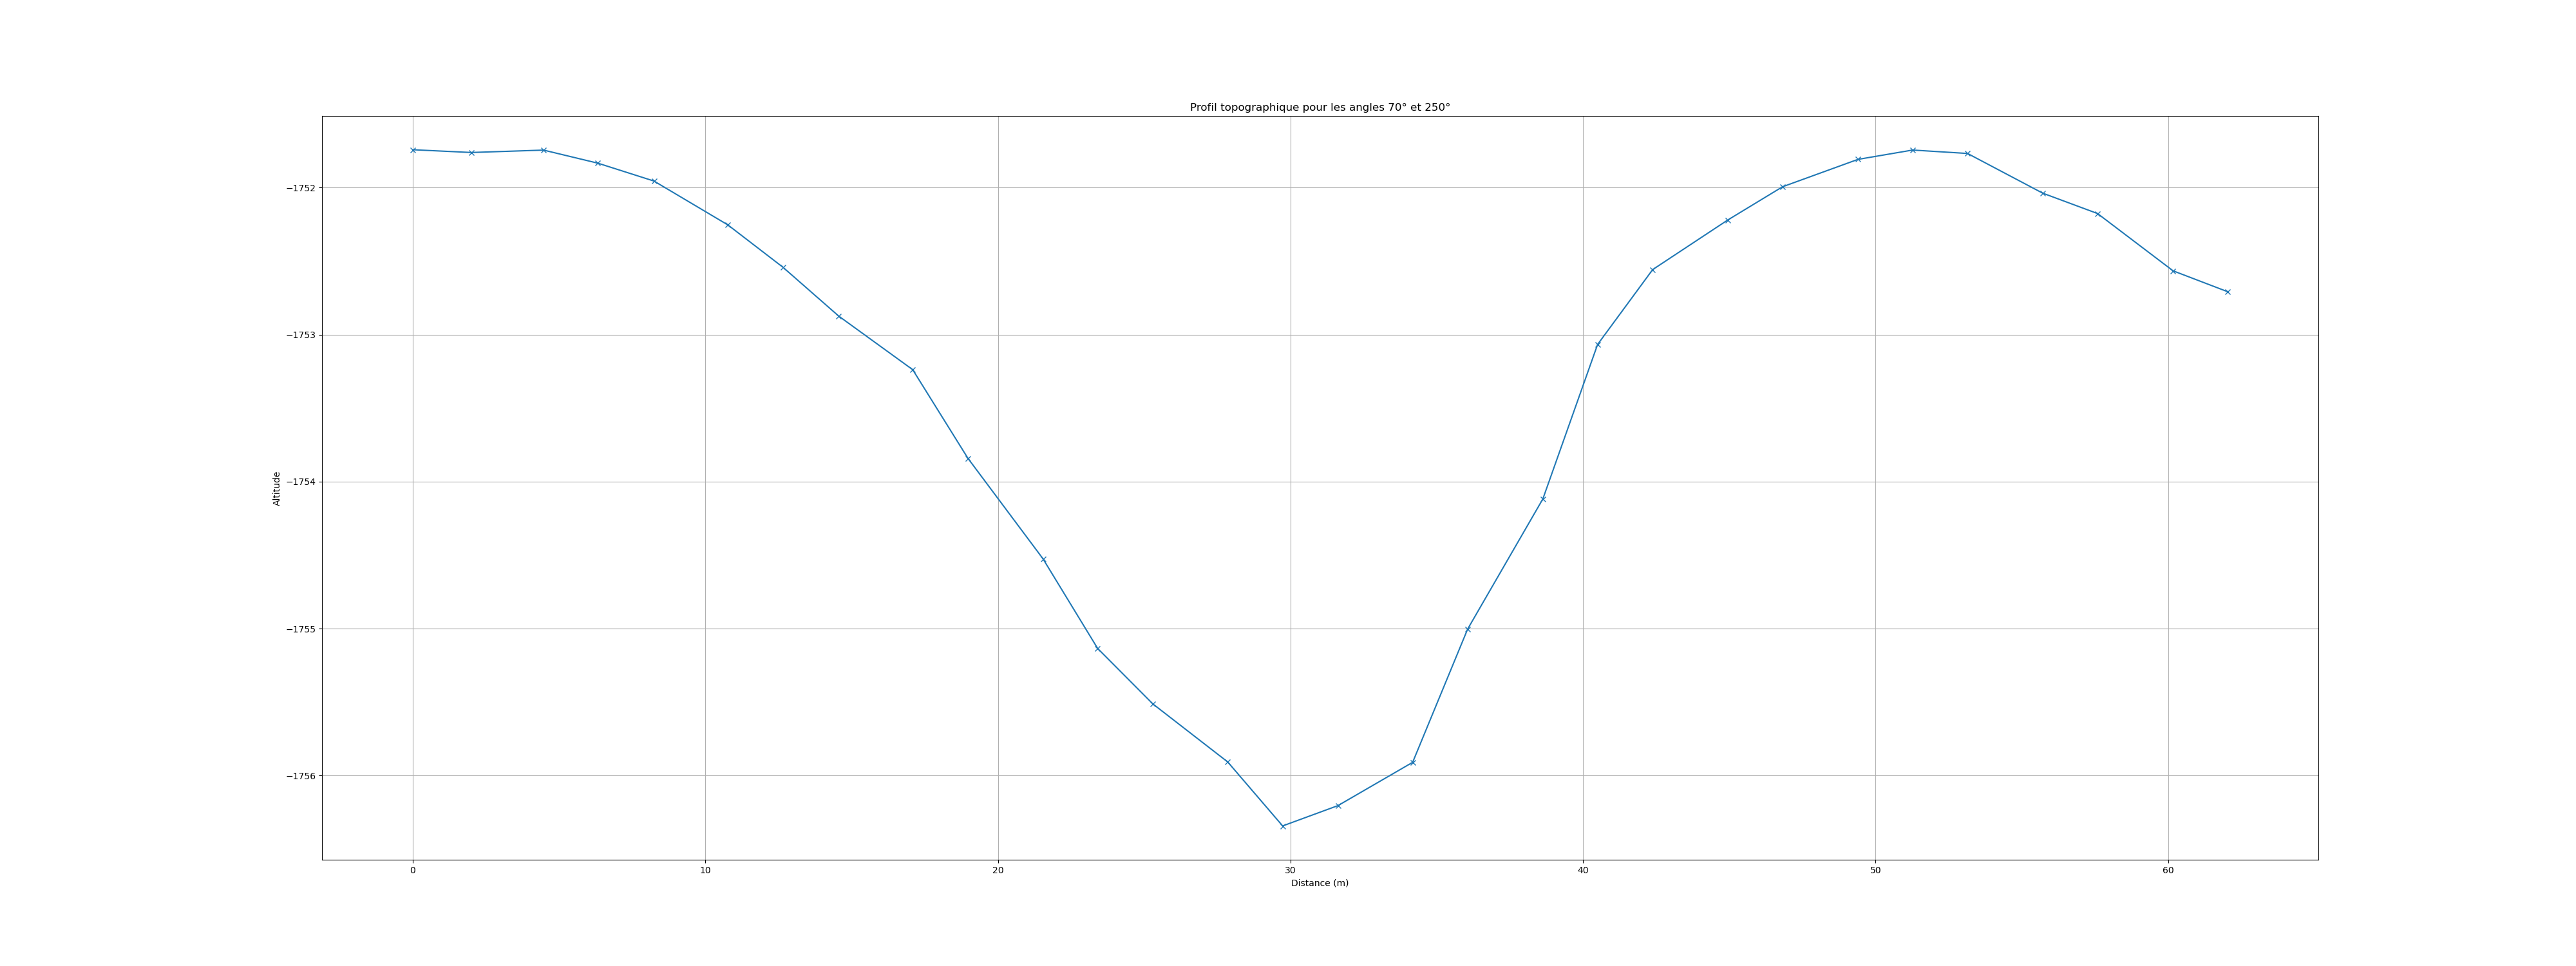 Profil topographique pour les angles 70° et 250°
Altitude
−1752
−1753
−1754
−1755
−1756
0 10 20 30 40 50 60
Distance (m)